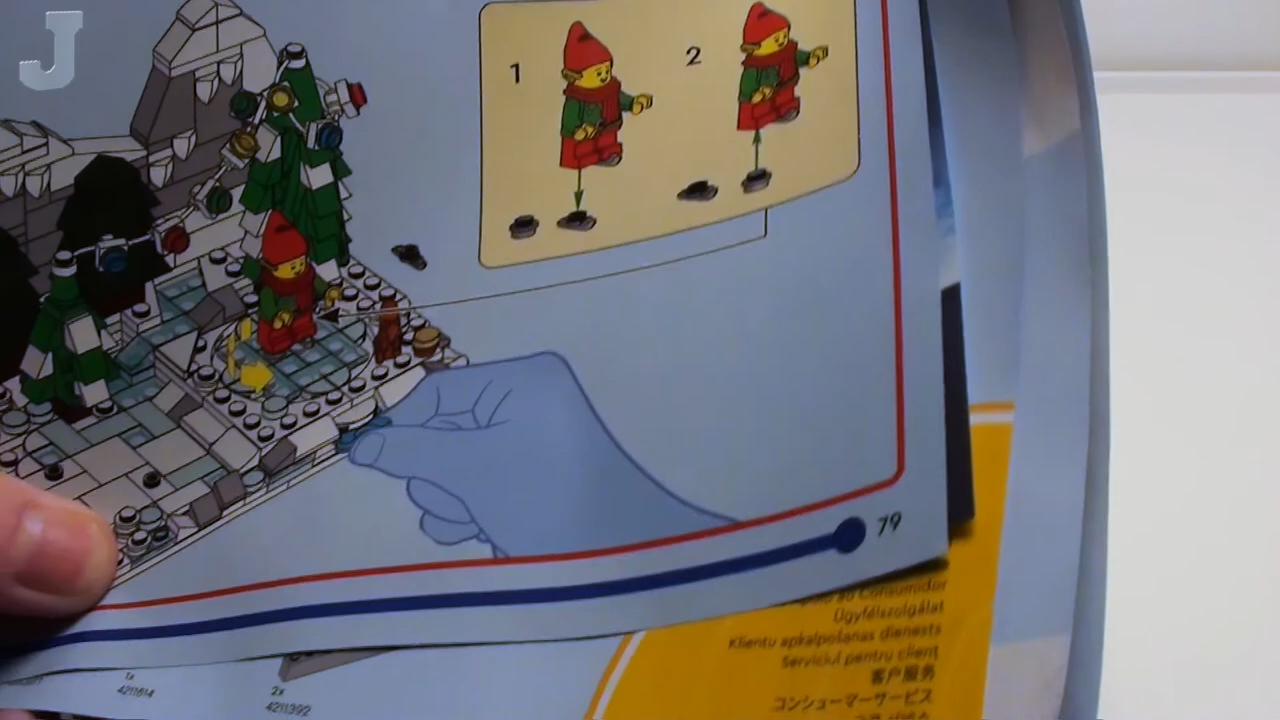 J
1
2
79
Ügyfélszolgálat
Klientu apkalpošanas dienests
Serviciul pentru clienţi
客户服务
コンシューマーサービス
1x
4211614
2x
4211392